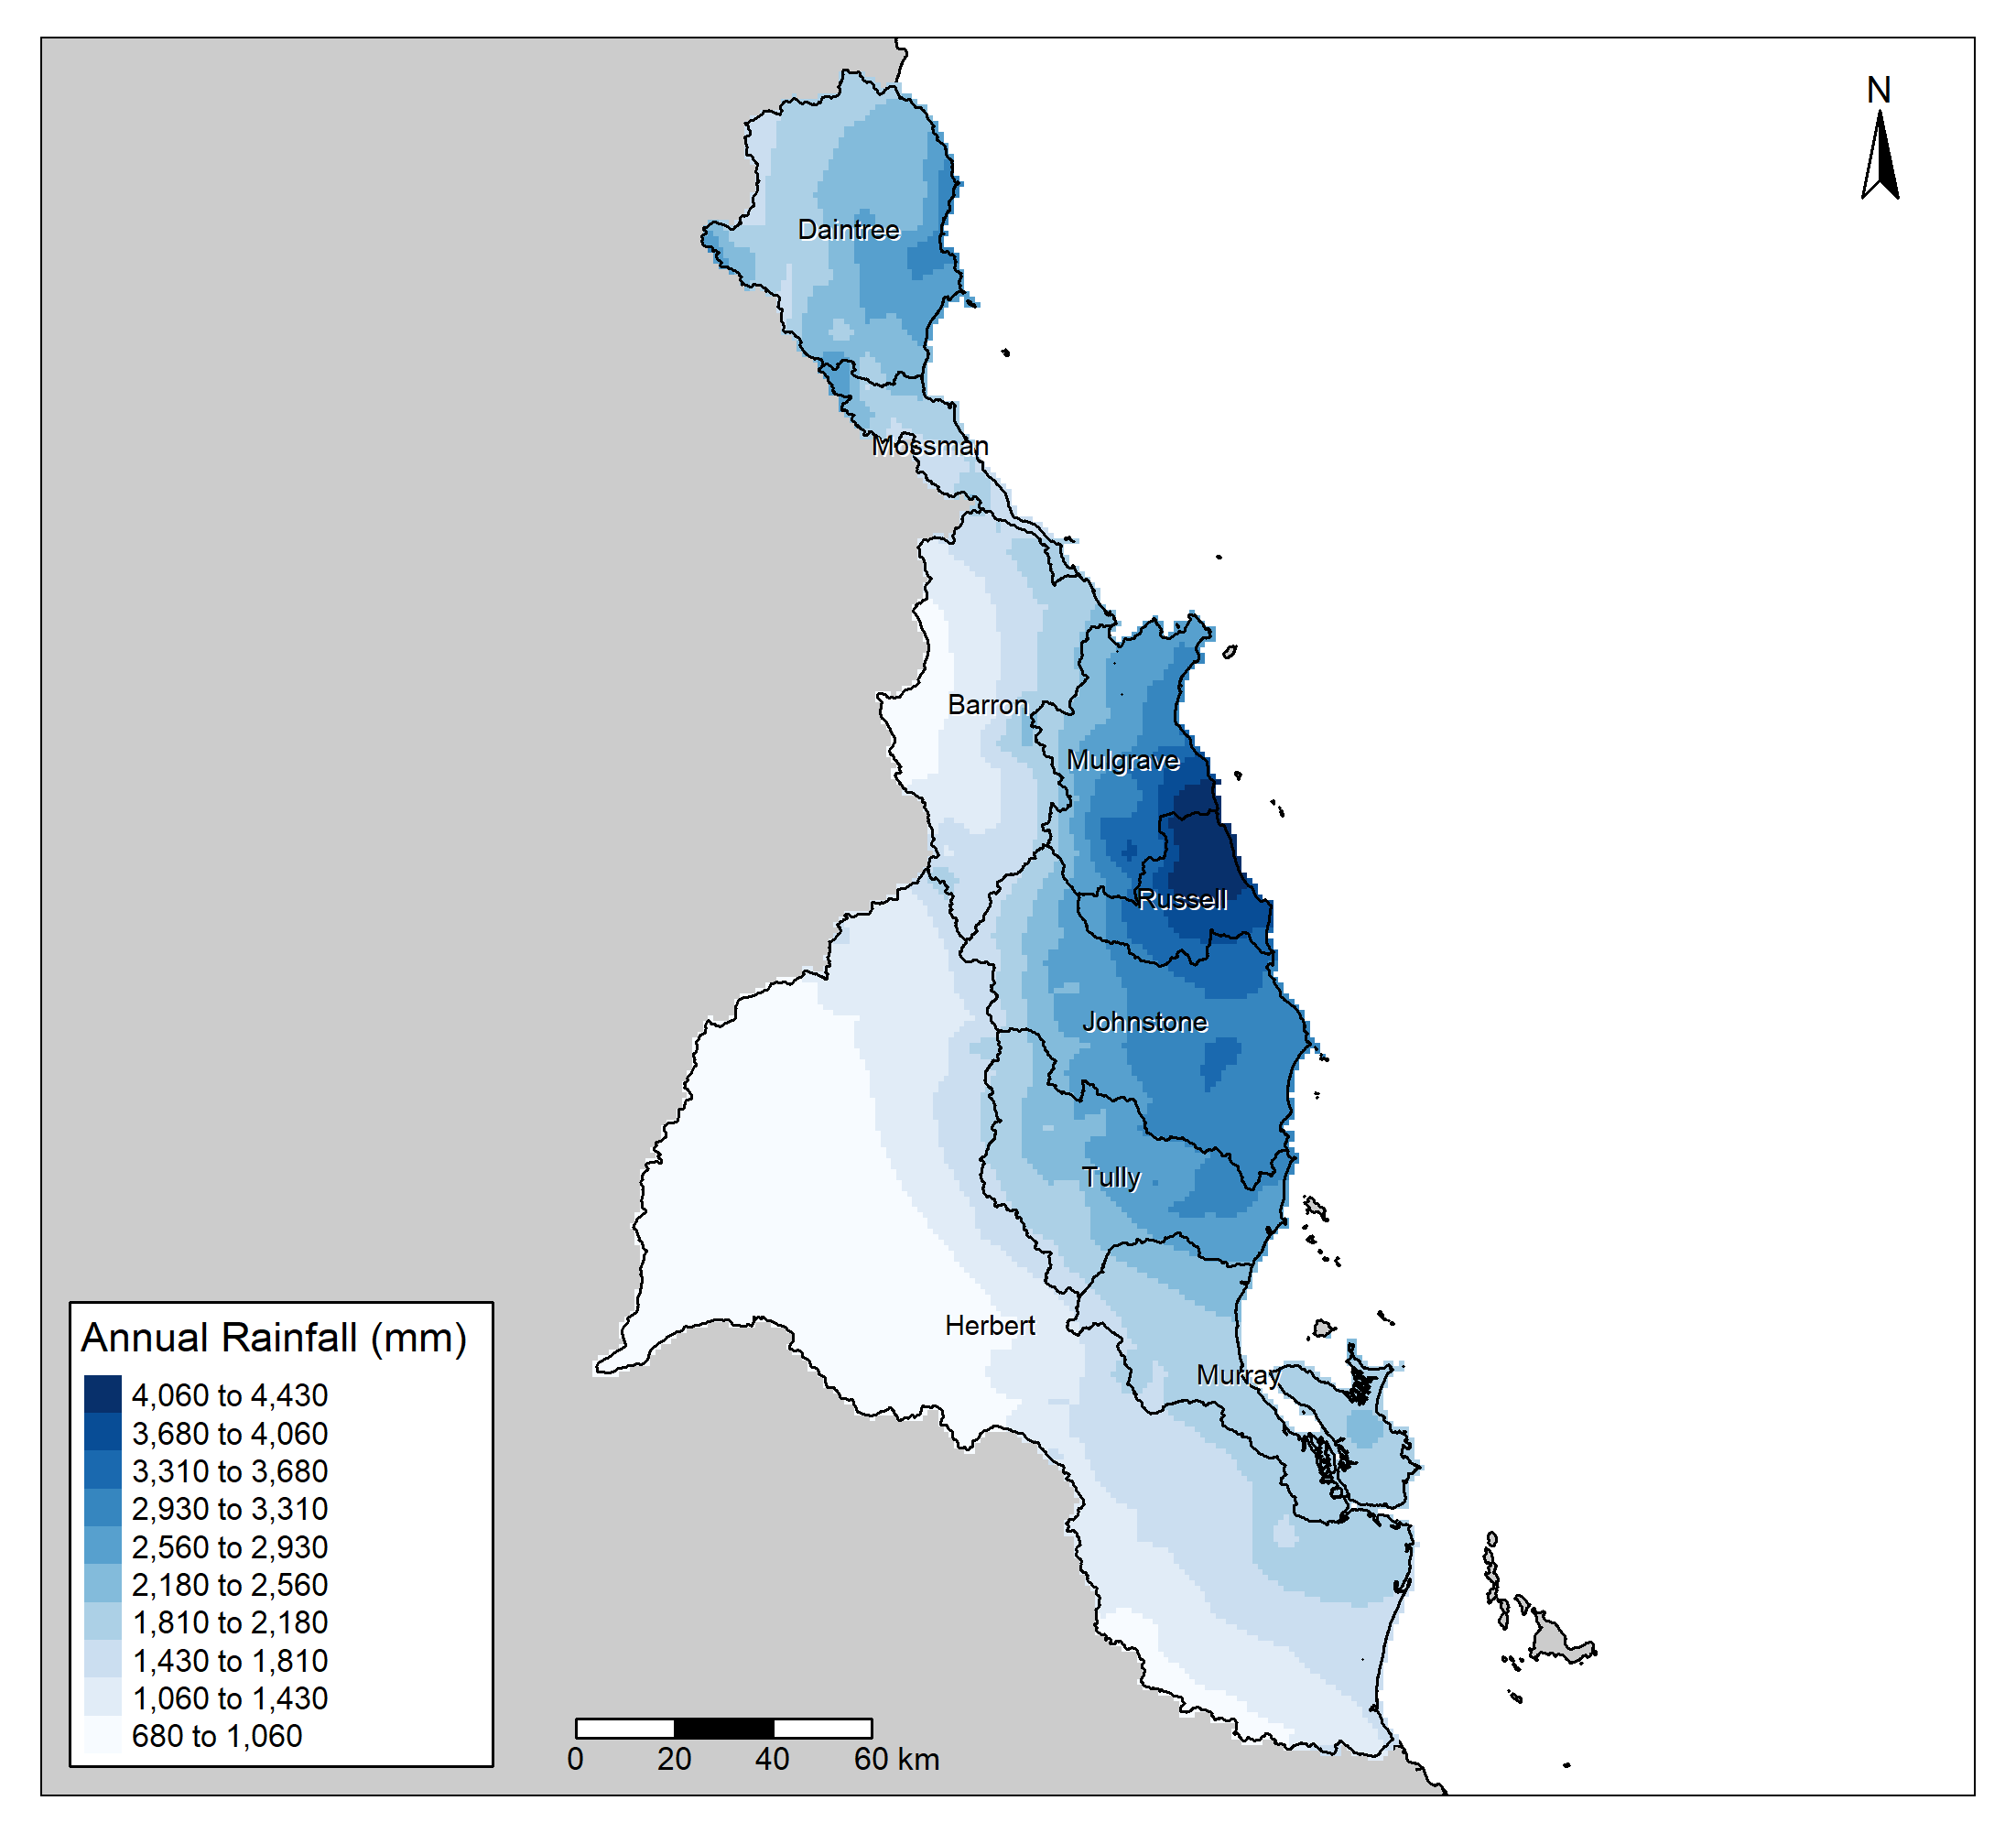 N
Daintree
Mossman
Barron
Mulgrave
Russell
Johnstone
Tully
Herbert
Murray
Annual Rainfall (mm)
4,060 to 4,430
3,680 to 4,060
3,310 to 3,680
2,930 to 3,310
2,560 to 2,930
2,180 to 2,560
1,810 to 2,180
1,430 to 1,810
1,060 to 1,430
680 to 1,060
0 20 40 60 km